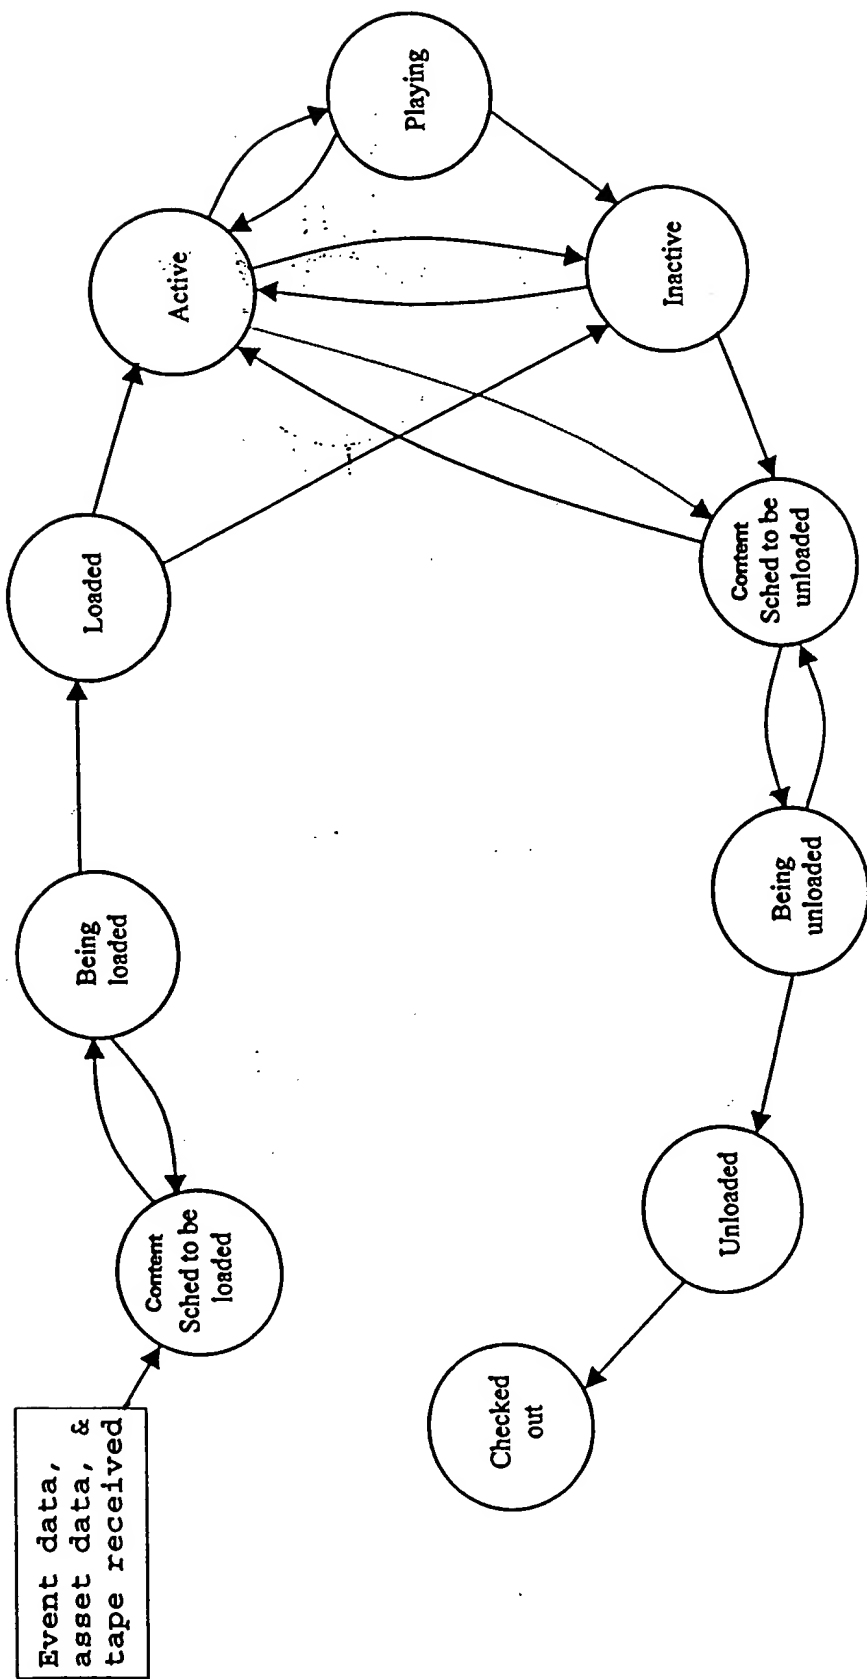 Event data,
asset data, &
tape received
Content
Sched to be
loaded
Being
loaded
Loaded
Active
Playing
Inactive
Content
Sched to be
unloaded
Being
unloaded
Unloaded
Checked
out